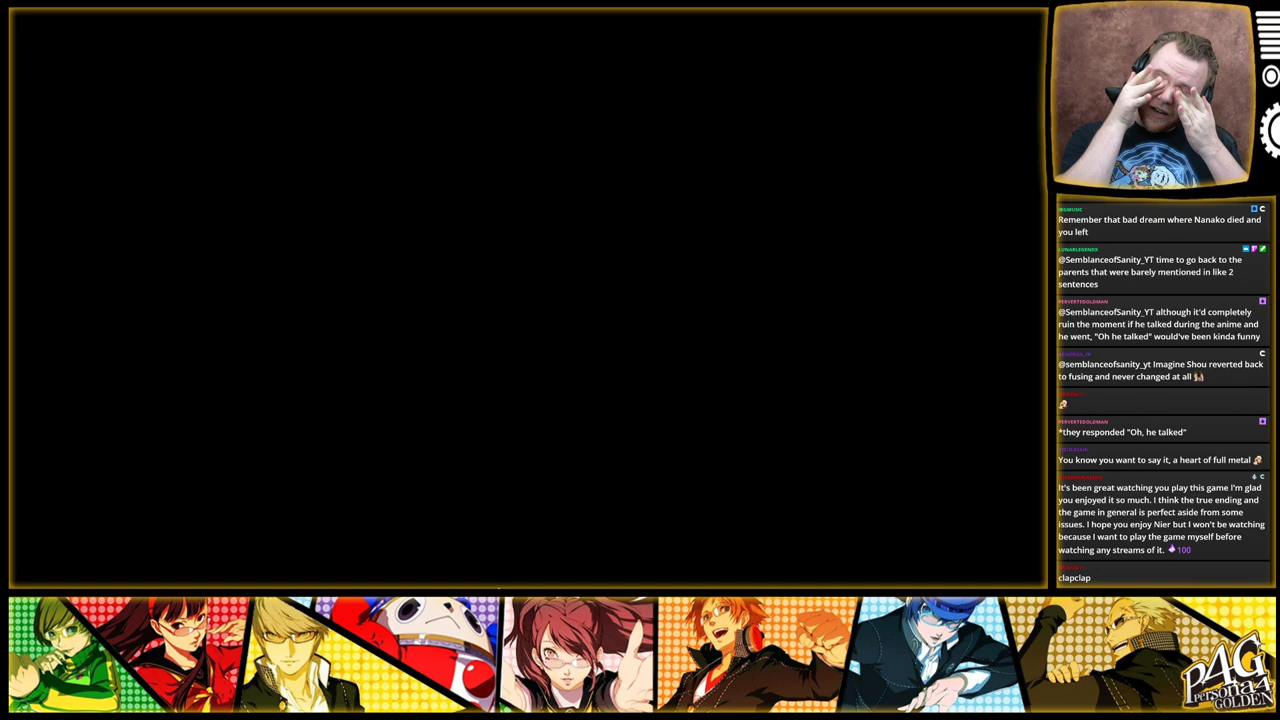 Remember that bad dream where Nanako died and
you left
LUNARLEGENDX
@SemblanceofSanity_YT time to go back to the
parents that were barely mentioned in like 2
sentences
PERVERTEDOLDMAN
@SemblanceofSanity_YT although it'd completely
ruin the moment if he talked during the anime and
he went, "Oh he talked" would've been kinda funny
@semblanceofsanity_yt Imagine Shou reverted back
to fusing and never changed at all
PERVERTEDOLDMAN
*they responded "Oh, he talked"
You know you want to say it, a heart of full metal
It's been great watching you play this game I'm glad
you enjoyed it so much. I think the true ending and
the game in general is perfect aside from some
issues. I hope you enjoy Nier but I won't be watching
because I want to play the game myself before
watching any streams of it. 100
clapclap
P4G
Persona4
GOLDEN